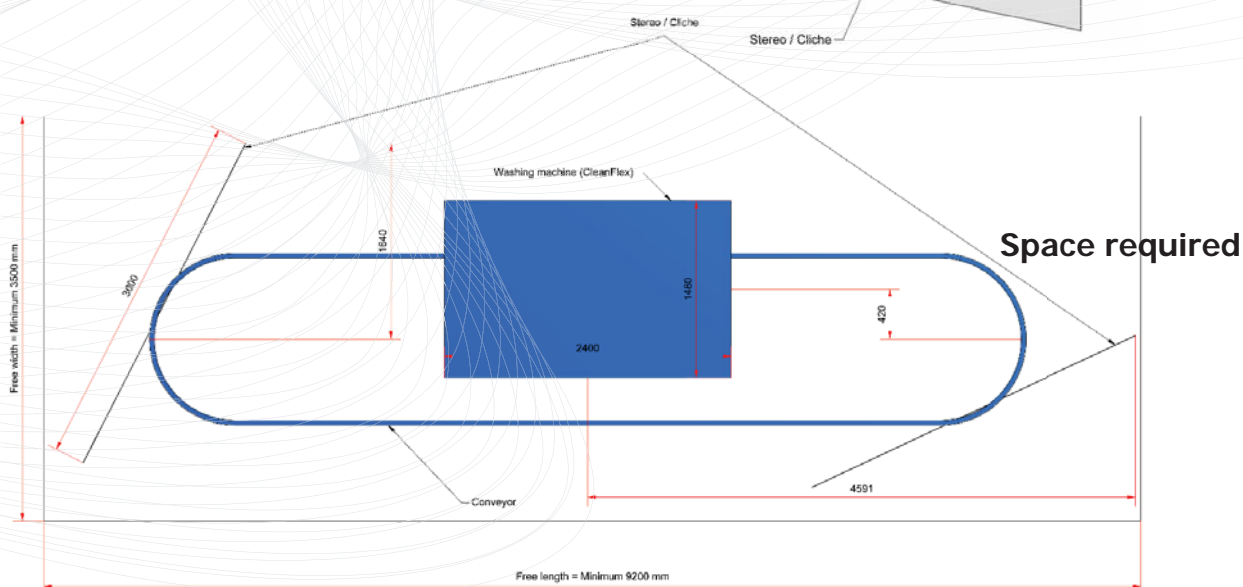 Stereo / Cliche
Stereo / Cliche
Washing machine (CleanFlex)
Space required
1640
3000
1480
420
2400
Free width = Minimum 3500 mm
4591
Conveyor
Free length = Minimum 9200 mm